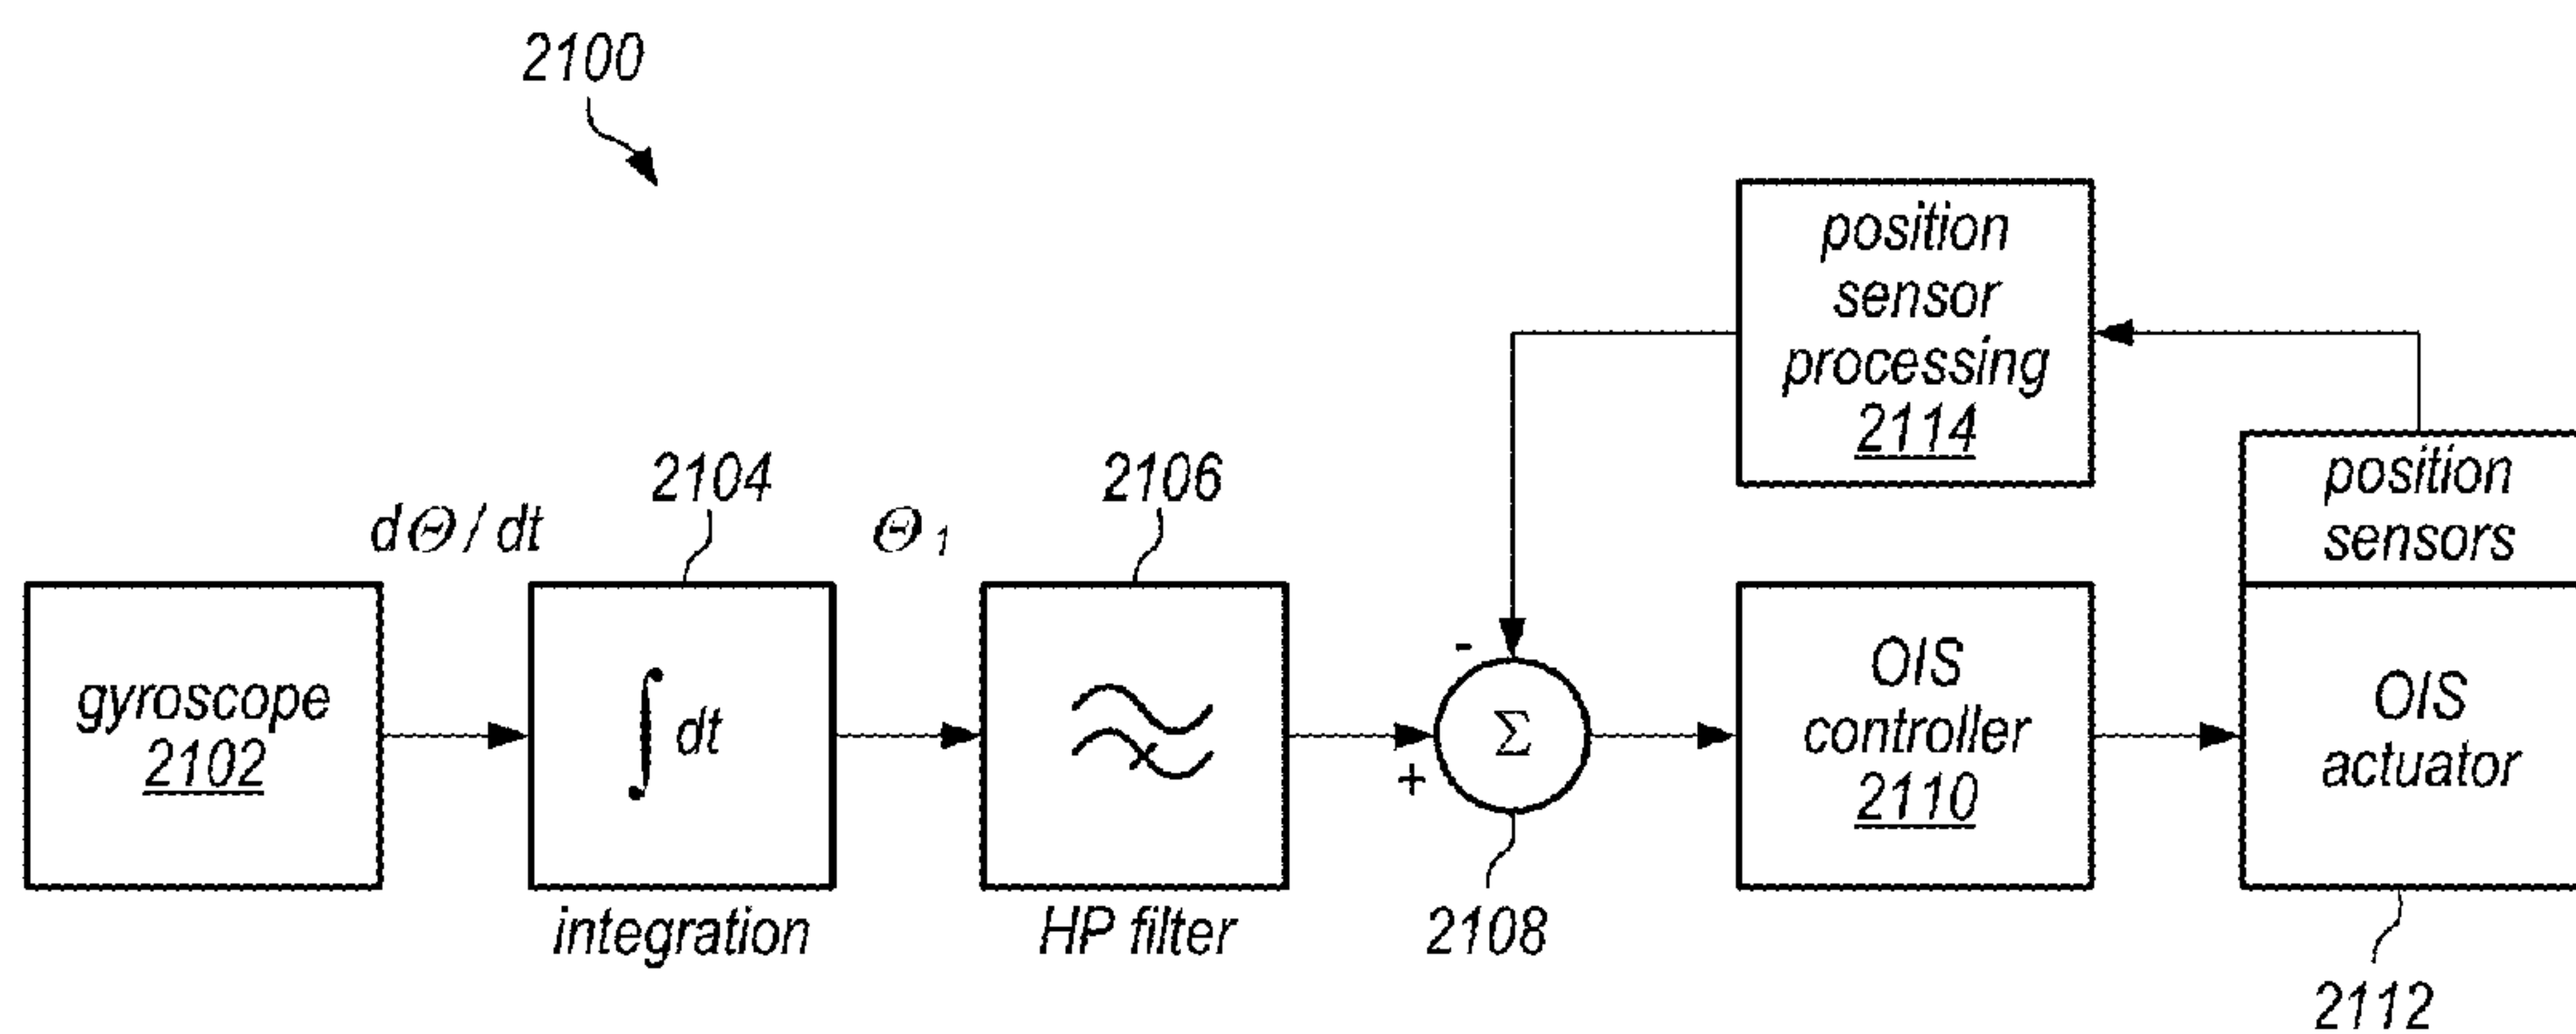 2100
position
sensor
processing
2114
position
sensors
dΘ/dt
2104
Θ1
2106
gyroscope
2102
∫ dt
integration
HP filter
-
+
Σ
2108
OIS
controller
2110
OIS
actuator
2112